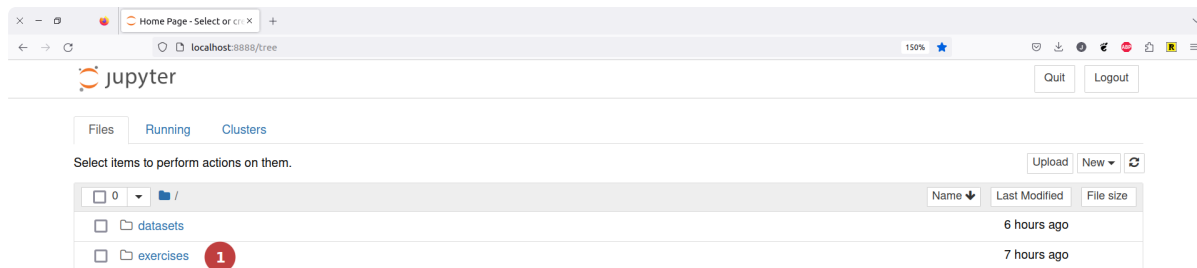 Home Page - Select or cre
localhost:8888/tree 150%
ABP R
jupyter Quit Logout
Files Running Clusters
Select items to perform actions on them. Upload New
0 / Name Last Modified File size
datasets 6 hours ago
exercises 1 7 hours ago